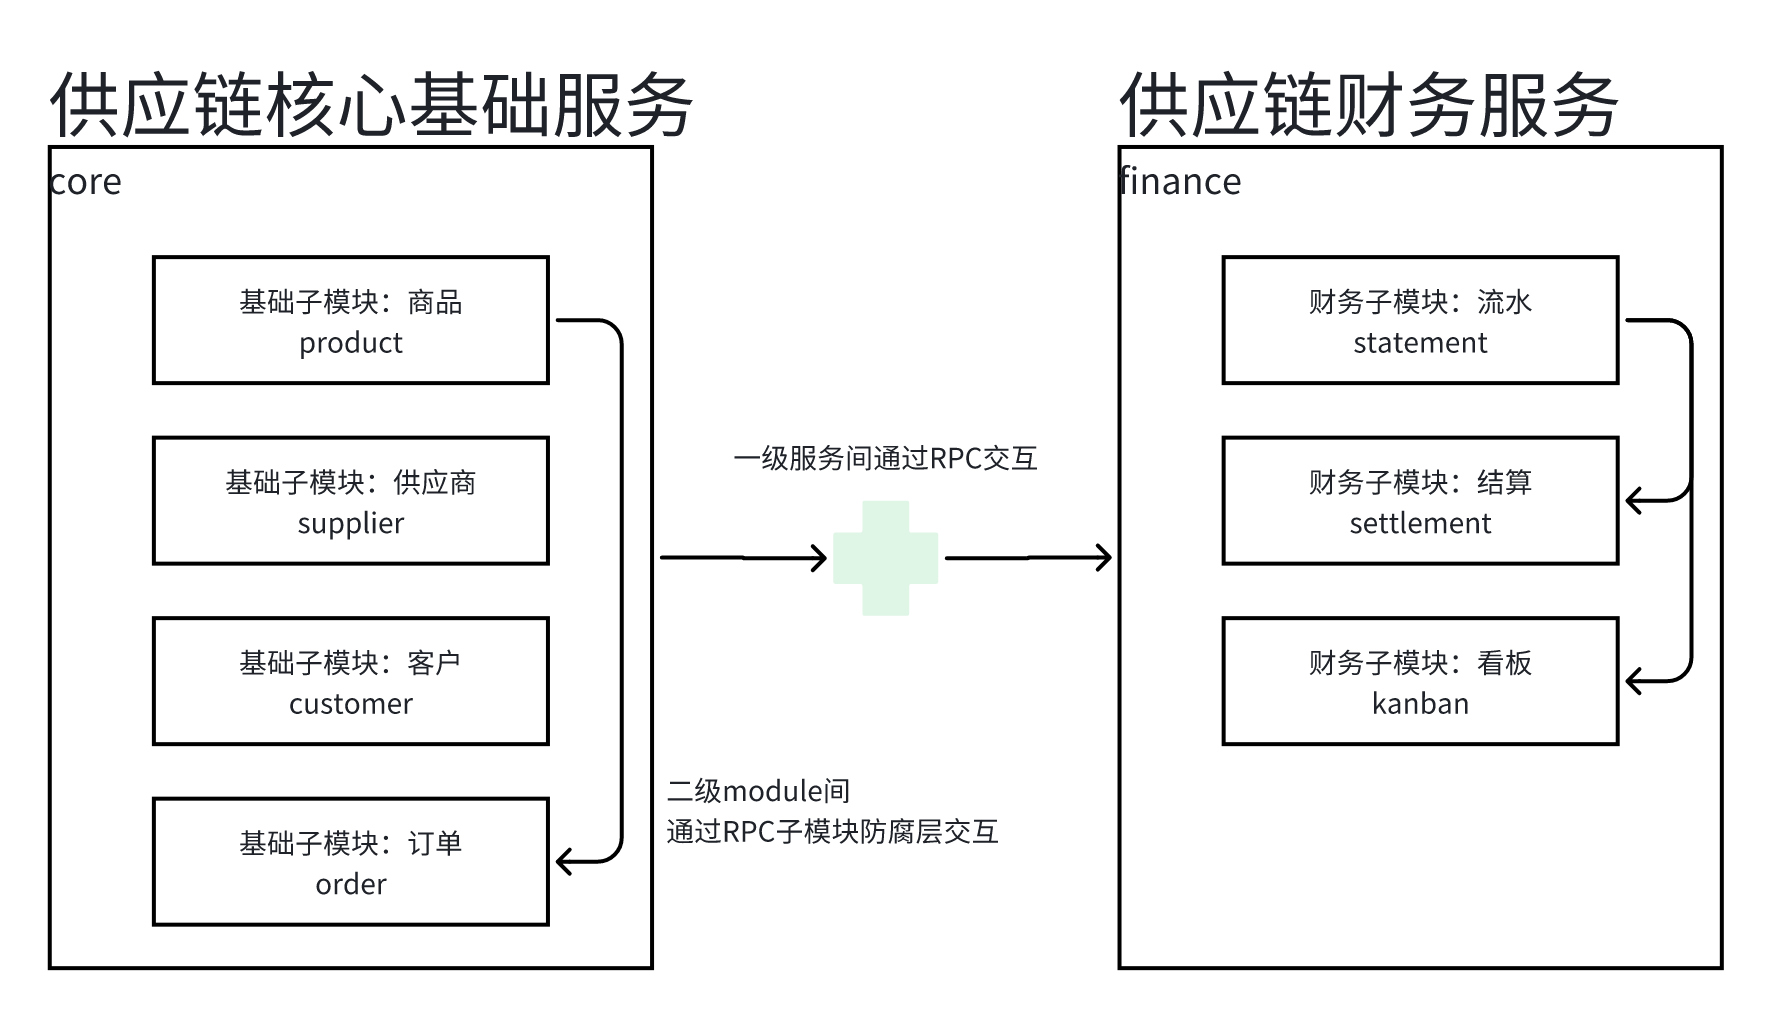 供应链核心基础服务
core
基础子模块：商品
product
基础子模块：供应商
supplier
基础子模块：客户
customer
基础子模块：订单
order
一级服务间通过RPC交互
二级module间
通过RPC子模块防腐层交互
供应链财务服务
finance
财务子模块：流水
statement
财务子模块：结算
settlement
财务子模块：看板
kanban